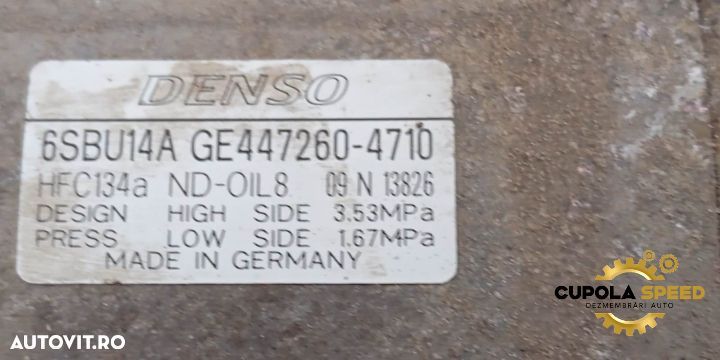 DENSO
6SBU14A GE447260-4710
HFC134a ND-OIL8 09 N 13826
DESIGN HIGH SIDE 3.53MPa
PRESS LOW SIDE 1.67MPa
MADE IN GERMANY
CUPOLA SPEED
DEZMEMBRĂRI AUTO
AUTOVIT.RO